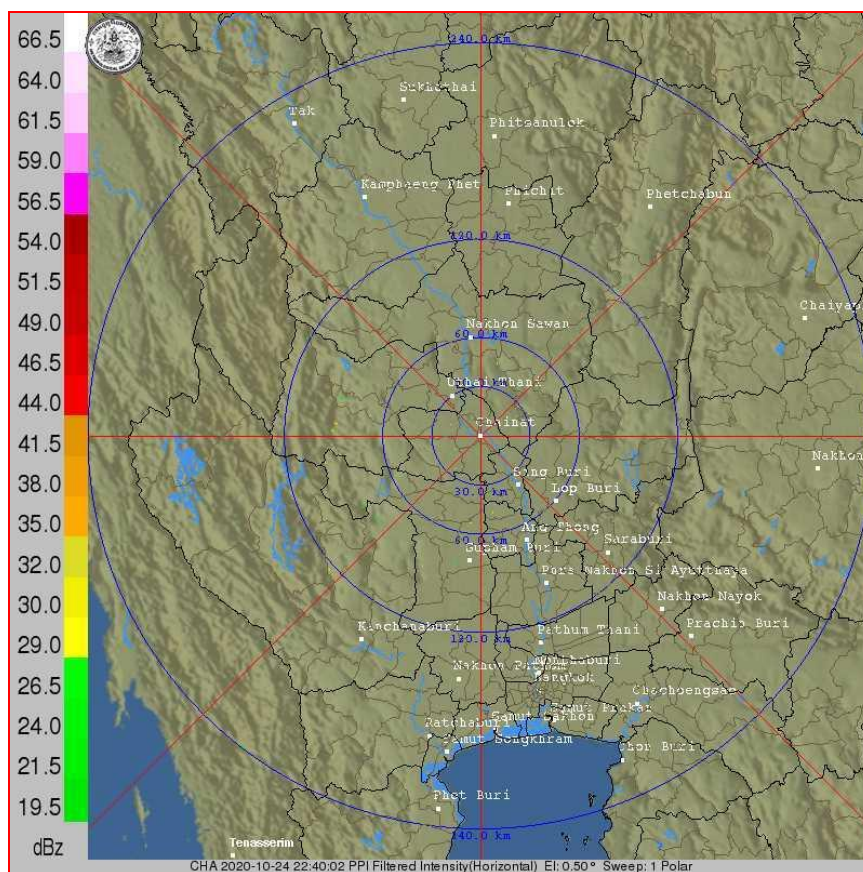 66.5
64.0
61.5
59.0
56.5
54.0
51.5
49.0
46.5
44.0
41.5
38.0
35.0
32.0
30.0
29.0
26.5
24.0
21.5
19.5
dBz
240.0 km
Sukhothai
Tak
Phitsanulok
Kamphaeng Phet
Phichit
Phetchabun
120.0 km
Chaiyap
Nakhon Sawan
60.0 km
Uthai Thani
Chainat
Nakhon
Sing Buri
30.0 km
Lop Buri
Ang Thong
60.0 km
Suphan Buri
Saraburi
Pora Nakhon Si Ayutthaya
Nakhon Nayok
Kanchanaburi
120.0 km
Pathum Thani
Prachin Buri
Nonthaburi
Nakhon Pathom
Bangkok
Chachoengsao
Samut Prakan
Samut Sakhon
Ratchaburi
Samut Songkhram
Chon Buri
Phet Buri
240.0 km
Tenasserim
CHA 2020-10-24 22:40:02 PPI Filtered Intensity(Horizontal) El: 0.50° Sweep: 1 Polar